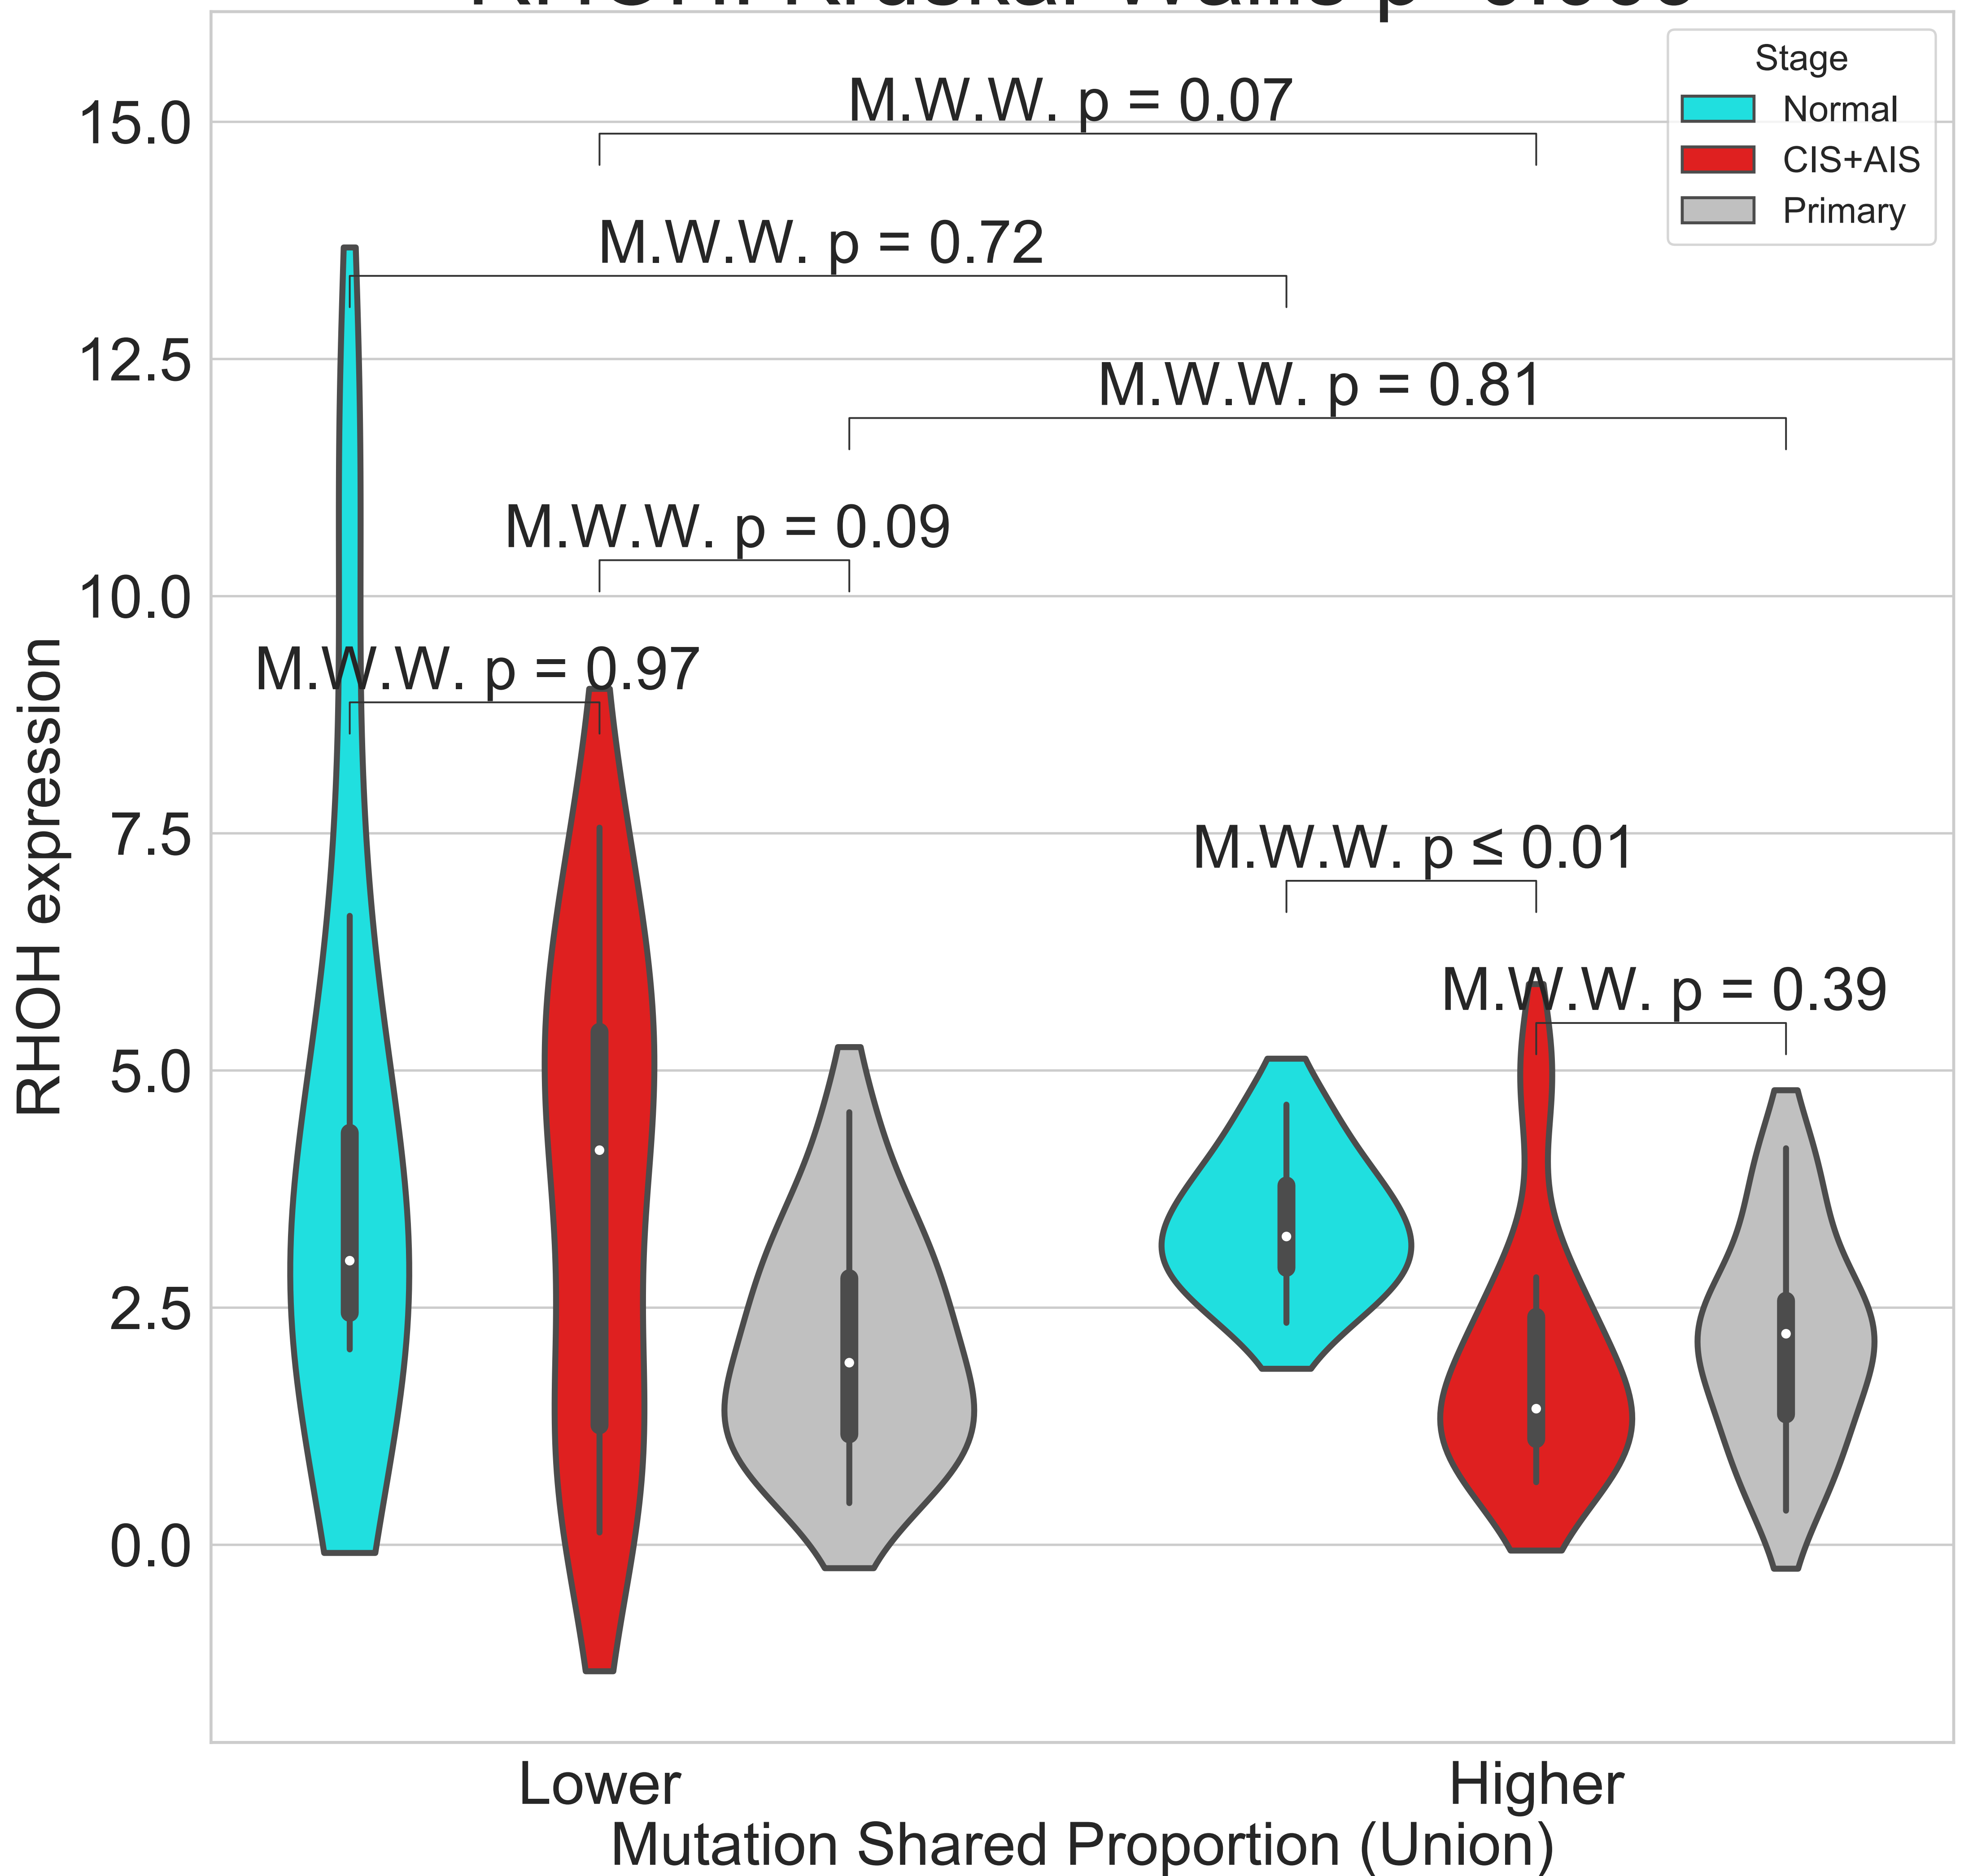 Stage
Normal
CIS+AIS
Primary
M.W.W. p = 0.07
M.W.W. p = 0.72
M.W.W. p = 0.81
M.W.W. p = 0.09
M.W.W. p = 0.97
M.W.W. p ≤ 0.01
M.W.W. p = 0.39
15.0
12.5
10.0
7.5
5.0
2.5
0.0
RHOH expression
Lower
Higher
Mutation Shared Proportion (Union)